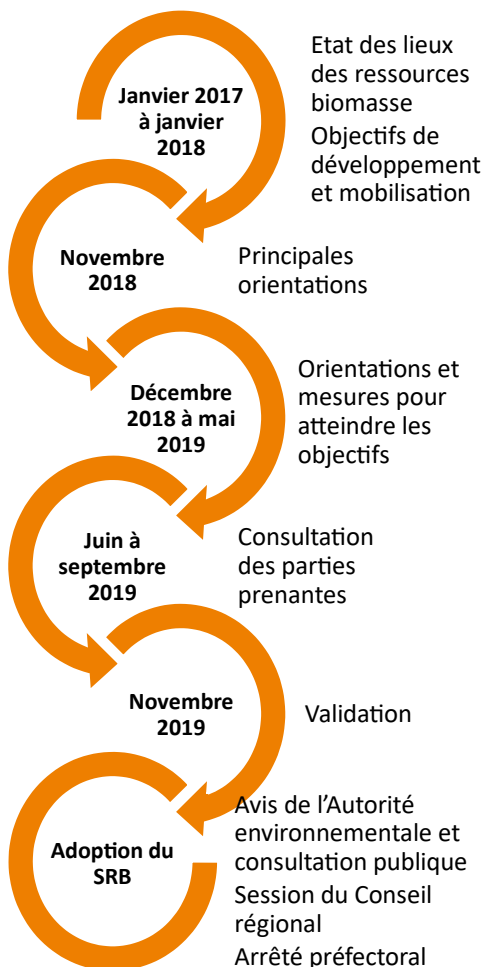 Janvier 2017
à janvier
2018
Etat des lieux
des ressources
biomasse
Objectifs de
développement
et mobilisation
Novembre
2018
Principales
orientations
Décembre
2018 à mai
2019
Orientations et
mesures pour
atteindre les
objectifs
Juin à
septembre
2019
Consultation
des parties
prenantes
Novembre
2019
Validation
Adoption du
SRB
Avis de l’Autorité
environnementale et
consultation publique
Session du Conseil
régional
Arrêté préfectoral